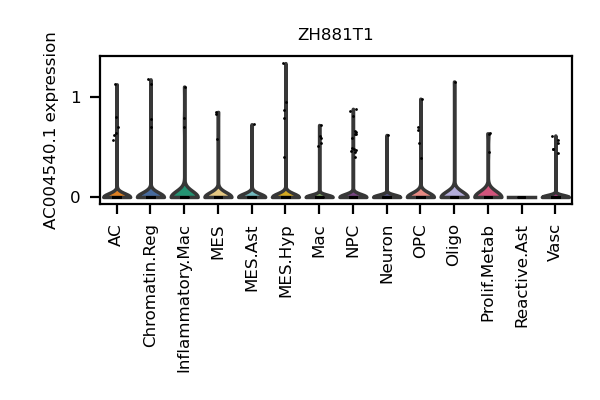 ZH881T1
AC004540.1 expression
1
0
AC
Chromatin.Reg
Inflammatory.Mac
MES
MES.Ast
MES.Hyp
Mac
NPC
Neuron
OPC
Oligo
Prolif.Metab
Reactive.Ast
Vasc